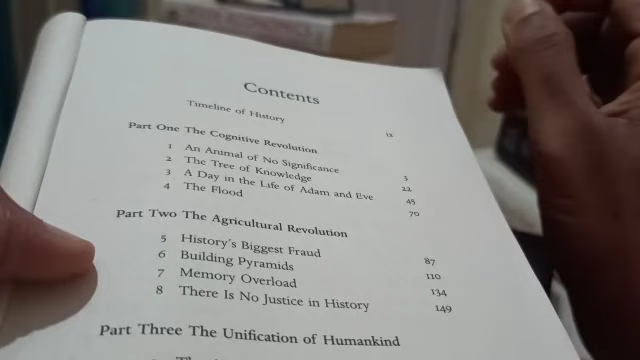 Contents
Timeline of History ix
Part One The Cognitive Revolution
1 An Animal of No Significance 3
2 The Tree of Knowledge 22
3 A Day in the Life of Adam and Eve 45
4 The Flood 70
Part Two The Agricultural Revolution
5 History's Biggest Fraud 87
6 Building Pyramids 110
7 Memory Overload 134
8 There Is No Justice in History 149
Part Three The Unification of Humankind